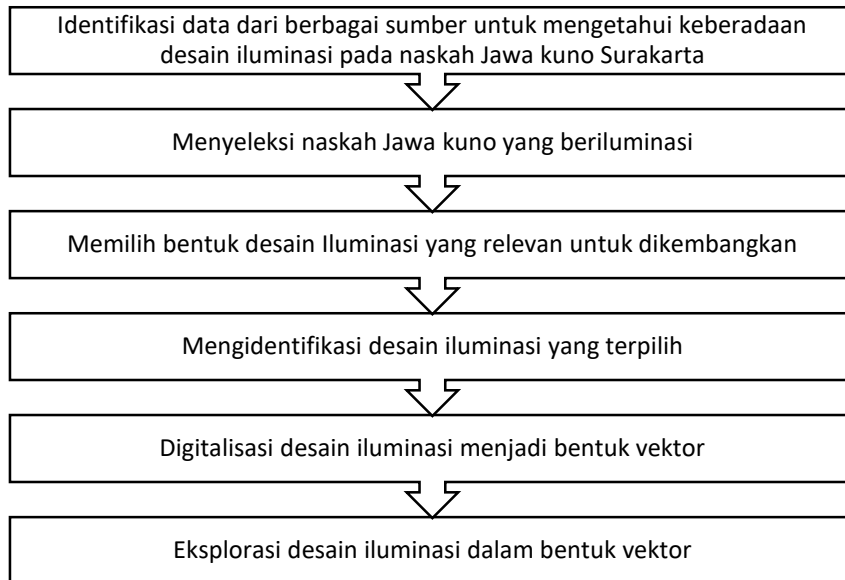 Identifikasi data dari berbagai sumber untuk mengetahui keberadaan
desain iluminasi pada naskah Jawa kuno Surakarta
Menyeleksi naskah Jawa kuno yang beriluminasi
Memilih bentuk desain Iluminasi yang relevan untuk dikembangkan
Mengidentifikasi desain iluminasi yang terpilih
Digitalisasi desain iluminasi menjadi bentuk vektor
Eksplorasi desain iluminasi dalam bentuk vektor